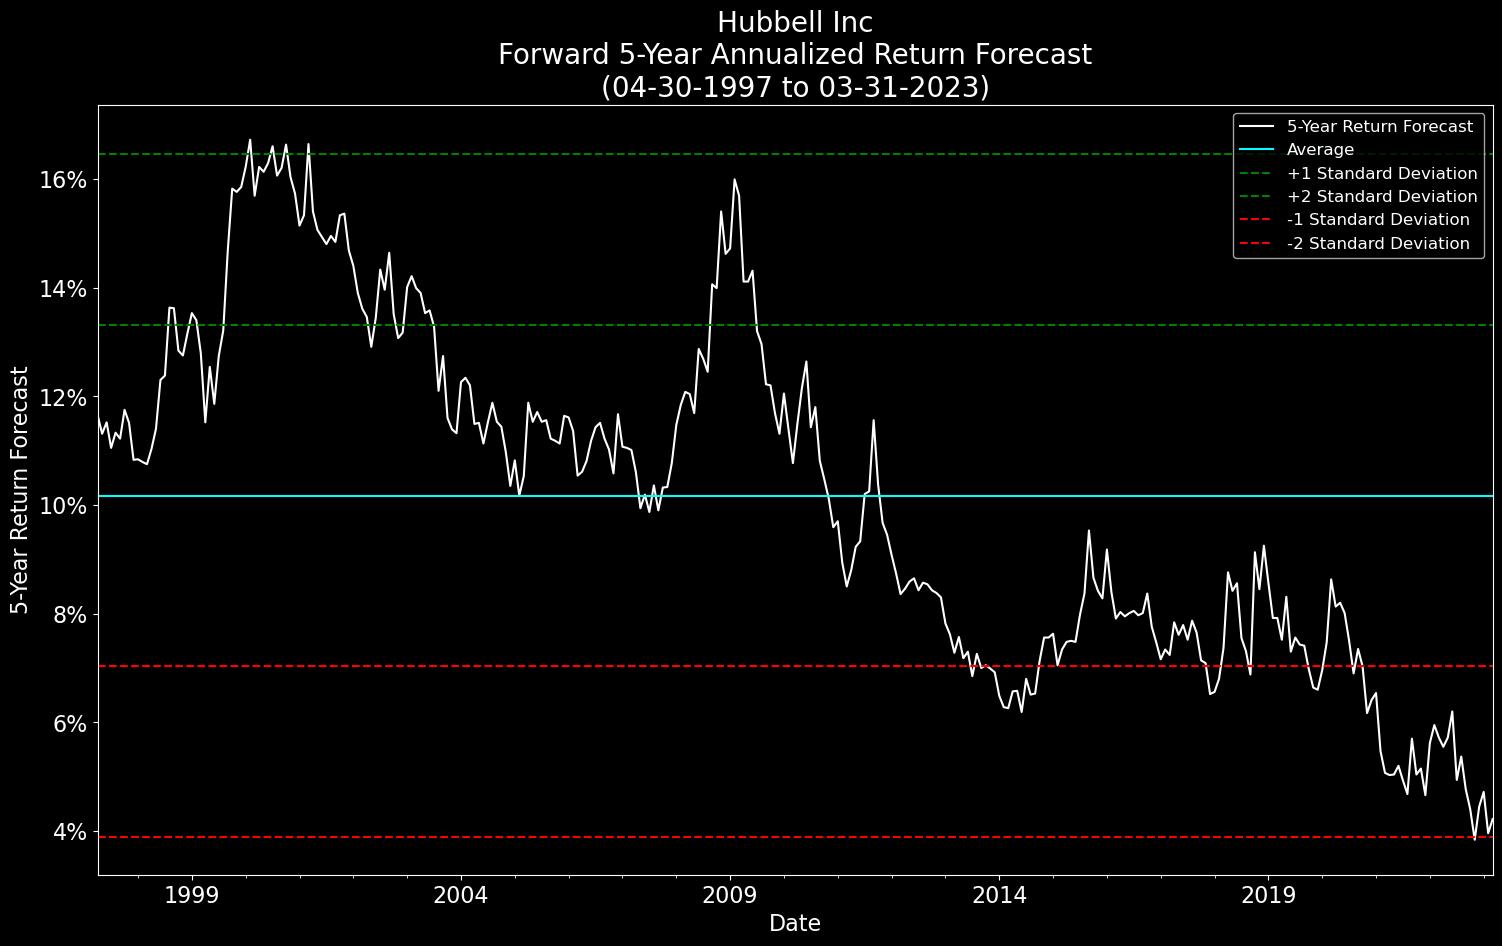 Hubbell Inc
Forward 5-Year Annualized Return Forecast
(04-30-1997 to 03-31-2023)
5-Year Return Forecast
Average
+1 Standard Deviation
+2 Standard Deviation
-1 Standard Deviation
-2 Standard Deviation
16%
14%
12%
10%
8%
6%
4%
5-Year Return Forecast
1999
2004
2009
2014
2019
Date